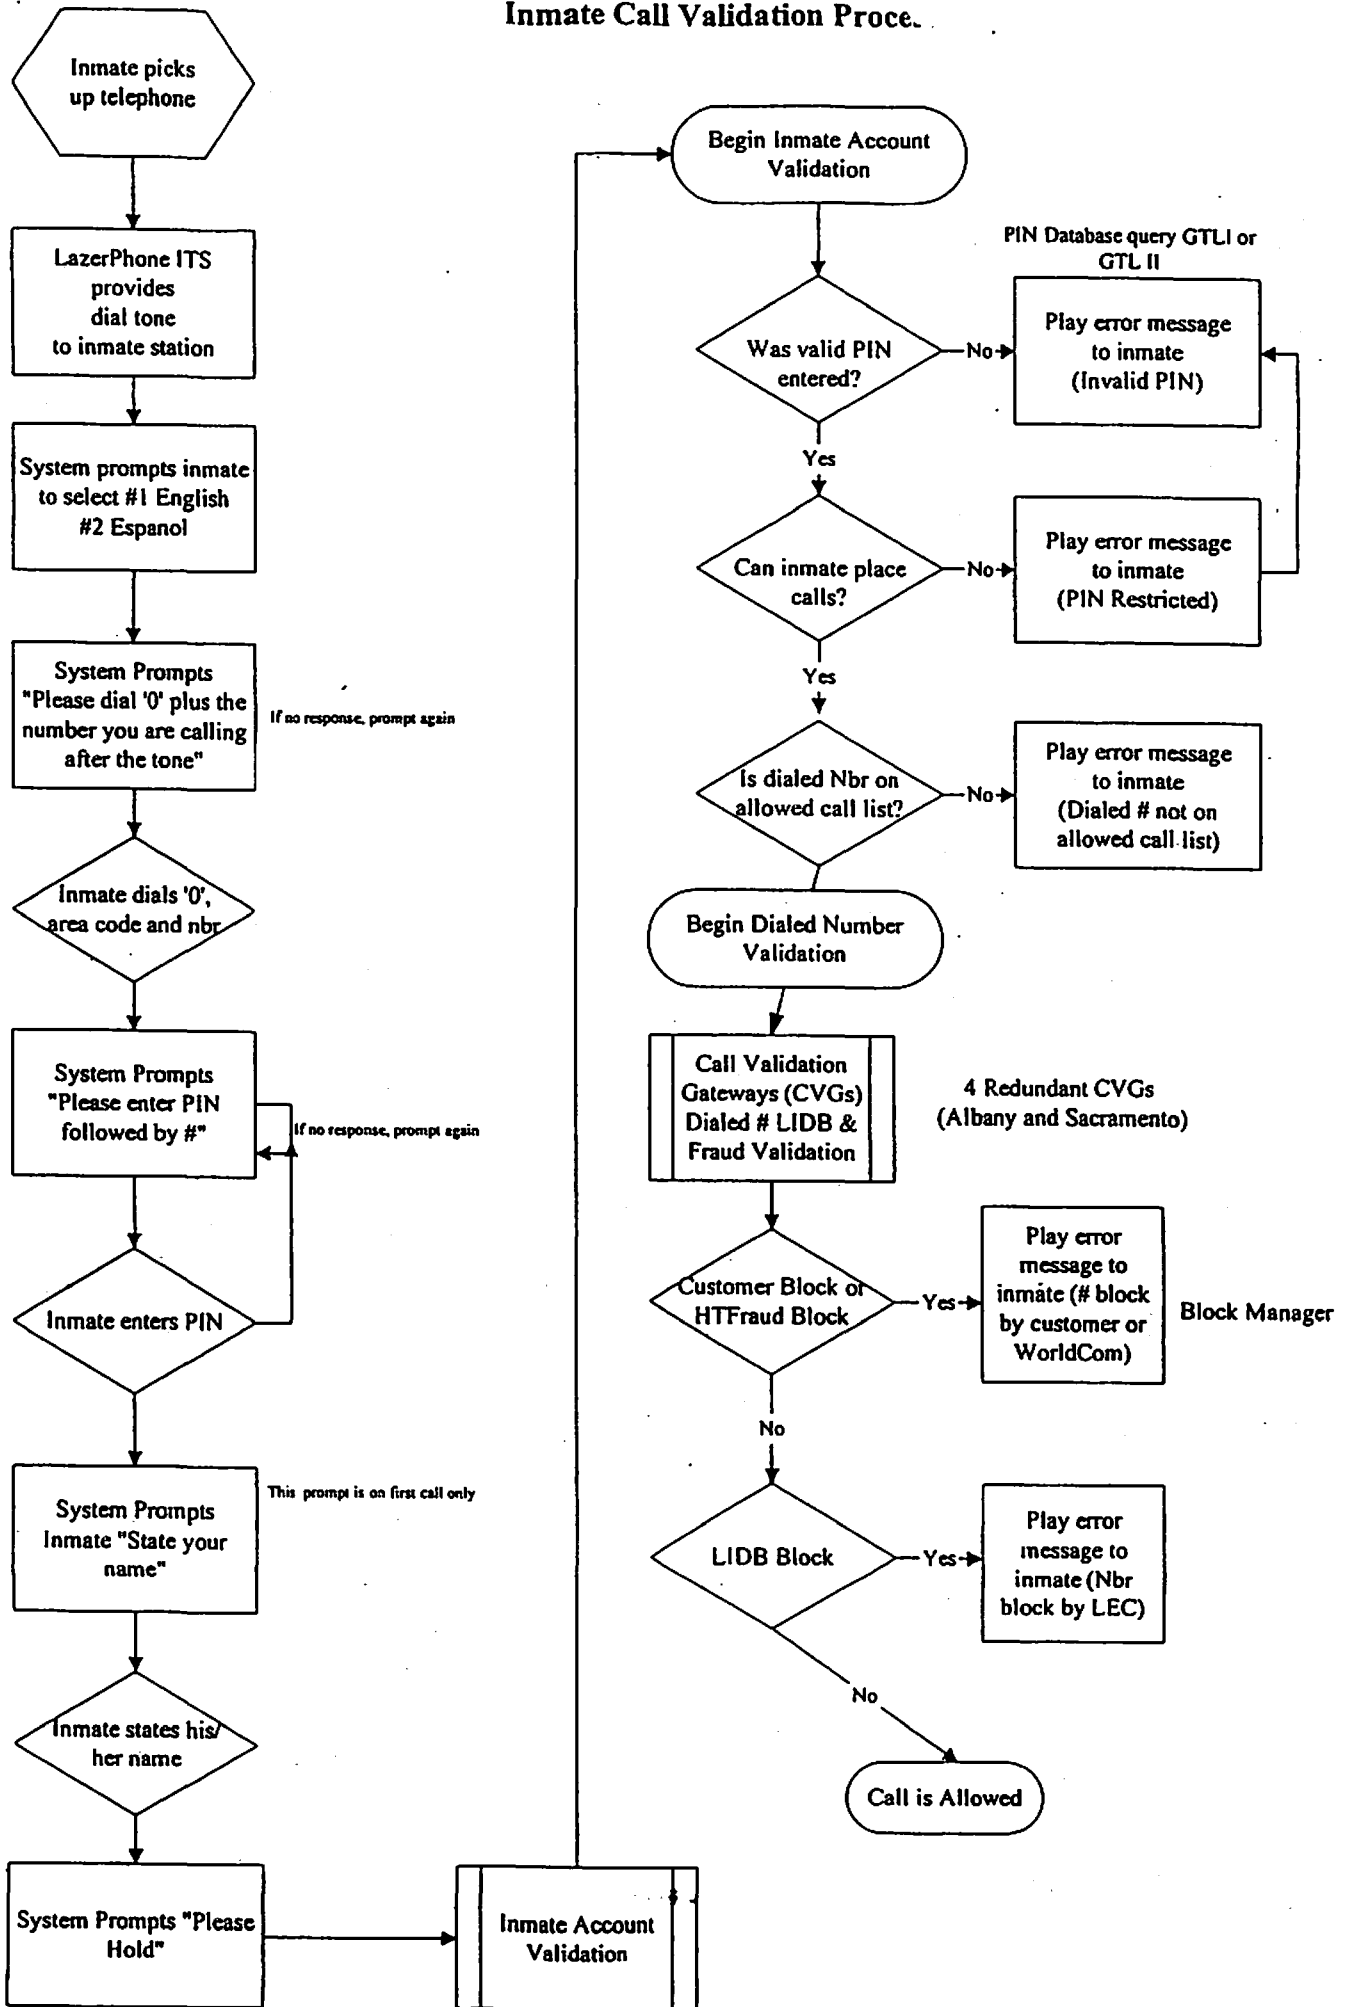 Inmate Call Validation Proce
Inmate picks
up telephone
LazerPhone ITS
provides
dial tone
to inmate station
System prompts inmate
to select #1 English
#2 Espanol
System Prompts
"Please dial '0' plus the
number you are calling
after the tone"
If no response, prompt again
Inmate dials '0',
area code and nbr
System Prompts
"Please enter PIN
followed by #"
If no response, prompt again
Inmate enters PIN
System Prompts
Inmate "State your
name"
This prompt is on first call only
Inmate states his/
her name
System Prompts "Please
Hold"
Inmate Account
Validation
Begin Inmate Account
Validation
Was valid PIN
entered?
No
PIN Database query GTLI or
GTL II
Play error message
to inmate
(Invalid PIN)
Yes
Can inmate place
calls?
No
Play error message
to inmate
(PIN Restricted)
Yes
Is dialed Nbr on
allowed call list?
No
Play error message
to inmate
(Dialed # not on
allowed call list)
Begin Dialed Number
Validation
Call Validation
Gateways (CVGs)
Dialed # LIDB &
Fraud Validation
4 Redundant CVGs
(Albany and Sacramento)
Customer Block or
HTFraud Block
Yes
Play error
message to
inmate (# block
by customer or
WorldCom)
Block Manager
No
LIDB Block
Yes
Play error
message to
inmate (Nbr
block by LEC)
No
Call is Allowed